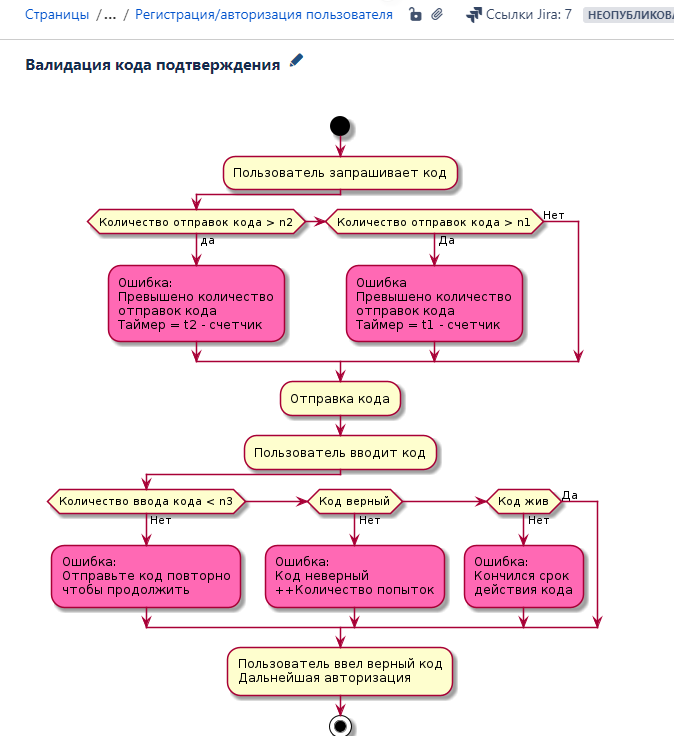 Страницы /... / Регистрация/авторизация пользователя Ссылки Jira: 7 НЕОПУБЛИКОВА
Валидация кода подтверждения
Пользователь запрашивает код
Количество отправок кода > n2
Количество отправок кода > n1
Нет
да
Да
Ошибка:
Превышено количество
отправок кода
Таймер = t2 - счетчик
Ошибка
Превышено количество
отправок кода
Таймер = t1 - счетчик
Отправка кода
Пользователь вводит код
Количество ввода кода < n3
Код верный
Код жив
Да
Нет
Нет
Нет
Ошибка:
Отправьте код повторно
чтобы продолжить
Ошибка:
Код неверный
++Количество попыток
Ошибка:
Кончился срок
действия кода
Пользователь ввел верный код
Дальнейшая авторизация